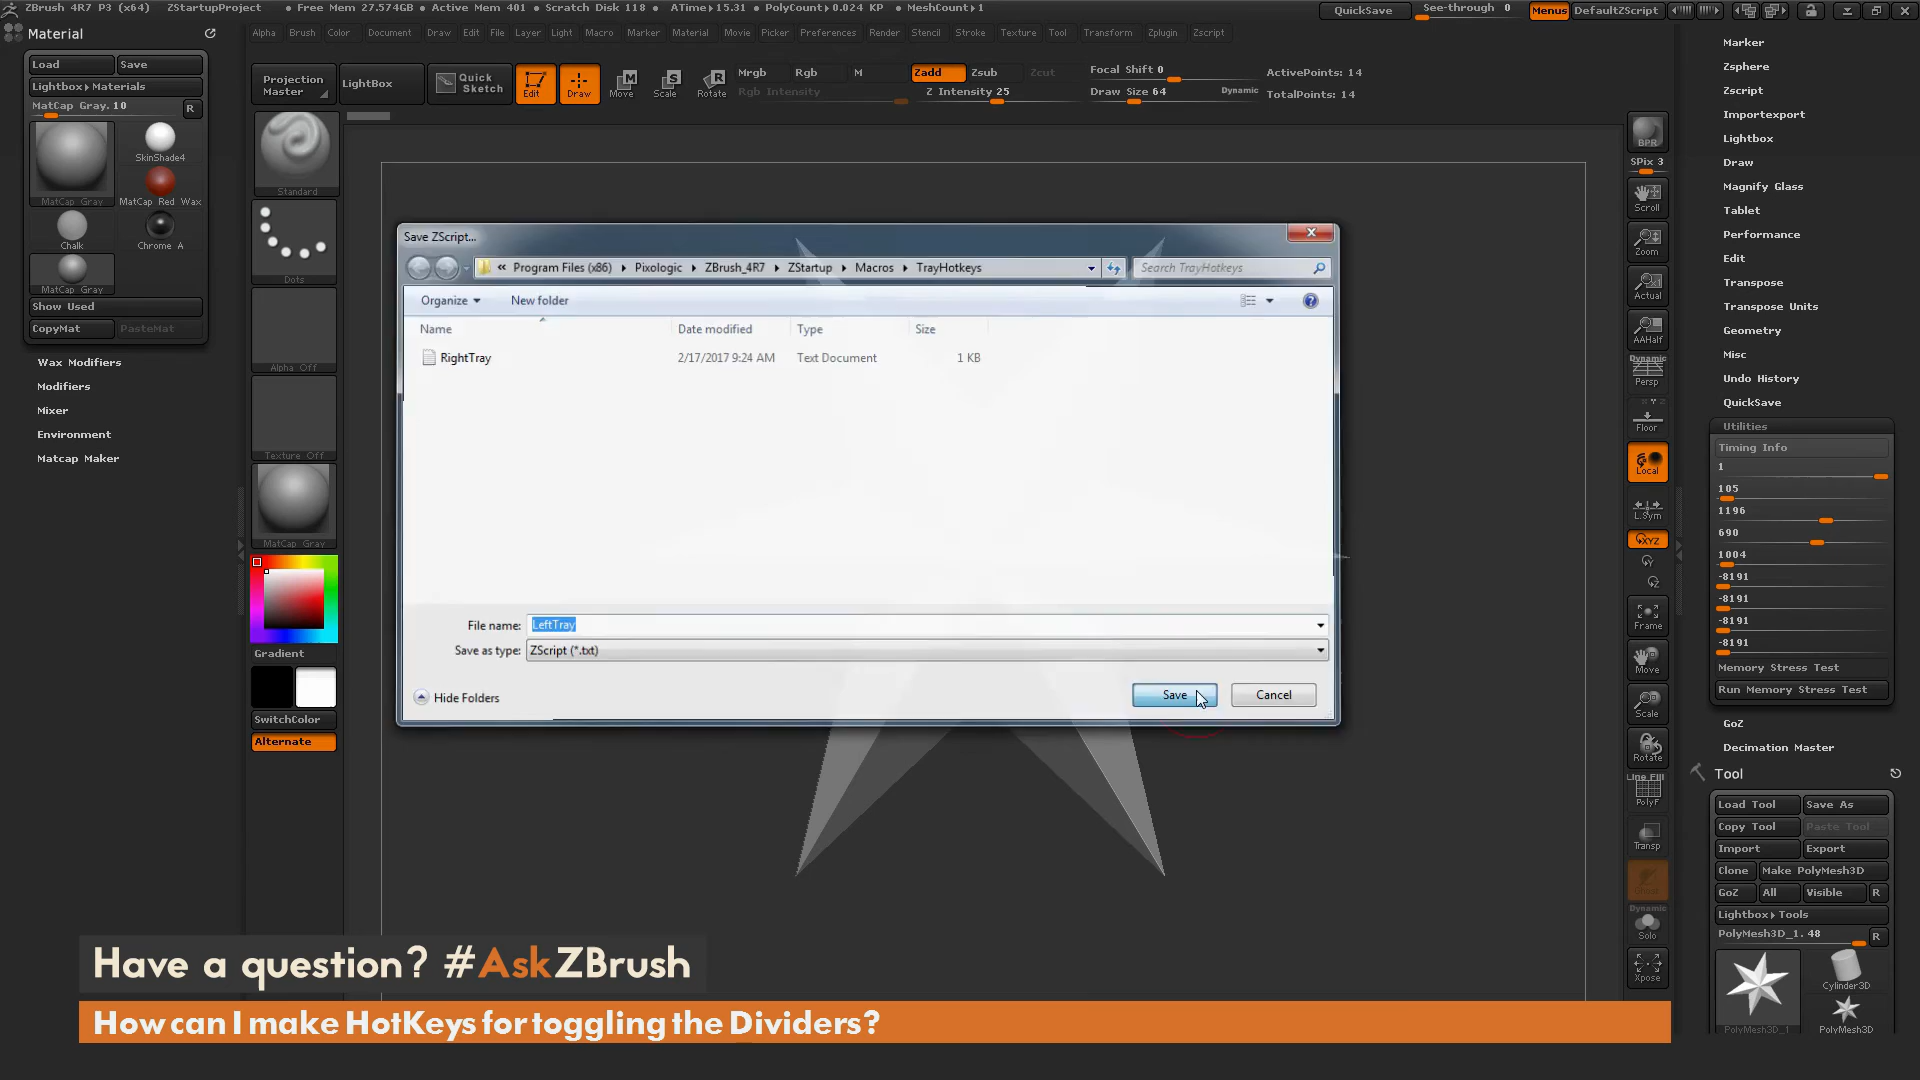 ZBrush 4R7 P3 (x64) ZStartupProject • Free Mem 27.574GB • Active Mem 401 • Scratch Disk 118 • ATime▸15.31 • PolyCount▸0.024 KP • MeshCount▸1 QuickSave See-through 0 Menus DefaultZScript
Material
Alpha Brush Color Document Draw Edit File Layer Light Macro Marker Material Movie Picker Preferences Render Stencil Stroke Texture Tool Transform Zplugin Zscript
Load Save
Lightbox▸Materials
MatCap Gray. 10 R
SkinShade4
MatCap Gray MatCap Red Wax
Chalk Chrome A
MatCap Gray
Show Used
CopyMat PasteMat
Wax Modifiers
Modifiers
Mixer
Environment
Matcap Maker
Projection
Master
LightBox
Quick
Sketch
Edit Draw Move Scale Rotate
M S R
Mrgb Rgb M
Rgb Intensity
Zadd Zsub Zcut
Z Intensity 25
Focal Shift 0
Draw Size 64 Dynamic
ActivePoints: 14
TotalPoints: 14
Standard
Dots
Alpha Off
Texture Off
MatCap Gray
Gradient
SwitchColor
Alternate
Save ZScript...
« Program Files (x86) Pixologic ZBrush_4R7 ZStartup Macros TrayHotkeys Search TrayHotkeys
Organize New folder
Name Date modified Type Size
RightTray 2/17/2017 9:24 AM Text Document 1 KB
File name: LeftTray
Save as type: ZScript (*.txt)
Hide Folders Save Cancel
BPR
SPix 3
Scroll
Zoom
Actual
AAHalf
Dynamic
Persp
Floor
Local
L.Sym
XYZ
Y
Z
Frame
Move
Scale
Rotate
Line Fill
PolyF
Transp
Ghost
Dynamic
Solo
Xpose
Marker
Zsphere
Zscript
Importexport
Lightbox
Draw
Magnify Glass
Tablet
Performance
Edit
Transpose
Transpose Units
Geometry
Misc
Undo History
QuickSave
Utilities
Timing Info
1
105
1196
690
1004
-8191
-8191
-8191
-8191
Memory Stress Test
Run Memory Stress Test
GoZ
Decimation Master
Tool
Load Tool Save As
Copy Tool Paste Tool
Import Export
Clone Make PolyMesh3D
GoZ All Visible R
Lightbox▸Tools
PolyMesh3D_1. 48 R
Cylinder3D
PolyMesh3D_1 PolyMesh3D
Have a question? #AskZBrush
How can I make HotKeys for toggling the Dividers?